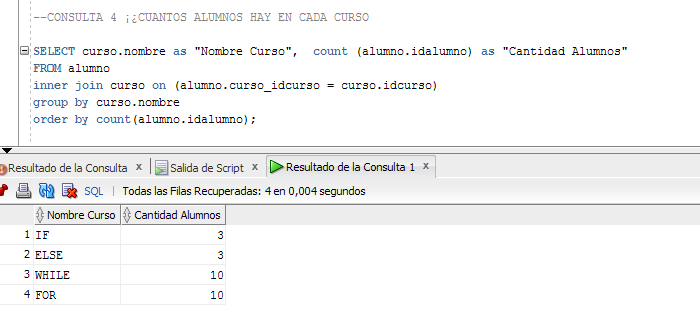 --CONSULTA 4 ¡¿CUANTOS ALUMNOS HAY EN CADA CURSO
SELECT curso.nombre as "Nombre Curso",  count (alumno.idalumno) as "Cantidad Alumnos"
FROM alumno
inner join curso on (alumno.curso_idcurso = curso.idcurso)
group by curso.nombre
order by count(alumno.idalumno);
Resultado de la Consulta x Salida de Script x Resultado de la Consulta 1 x
SQL | Todas las Filas Recuperadas: 4 en 0,004 segundos
Nombre Curso Cantidad Alumnos
1 IF 3
2 ELSE 3
3 WHILE 10
4 FOR 10